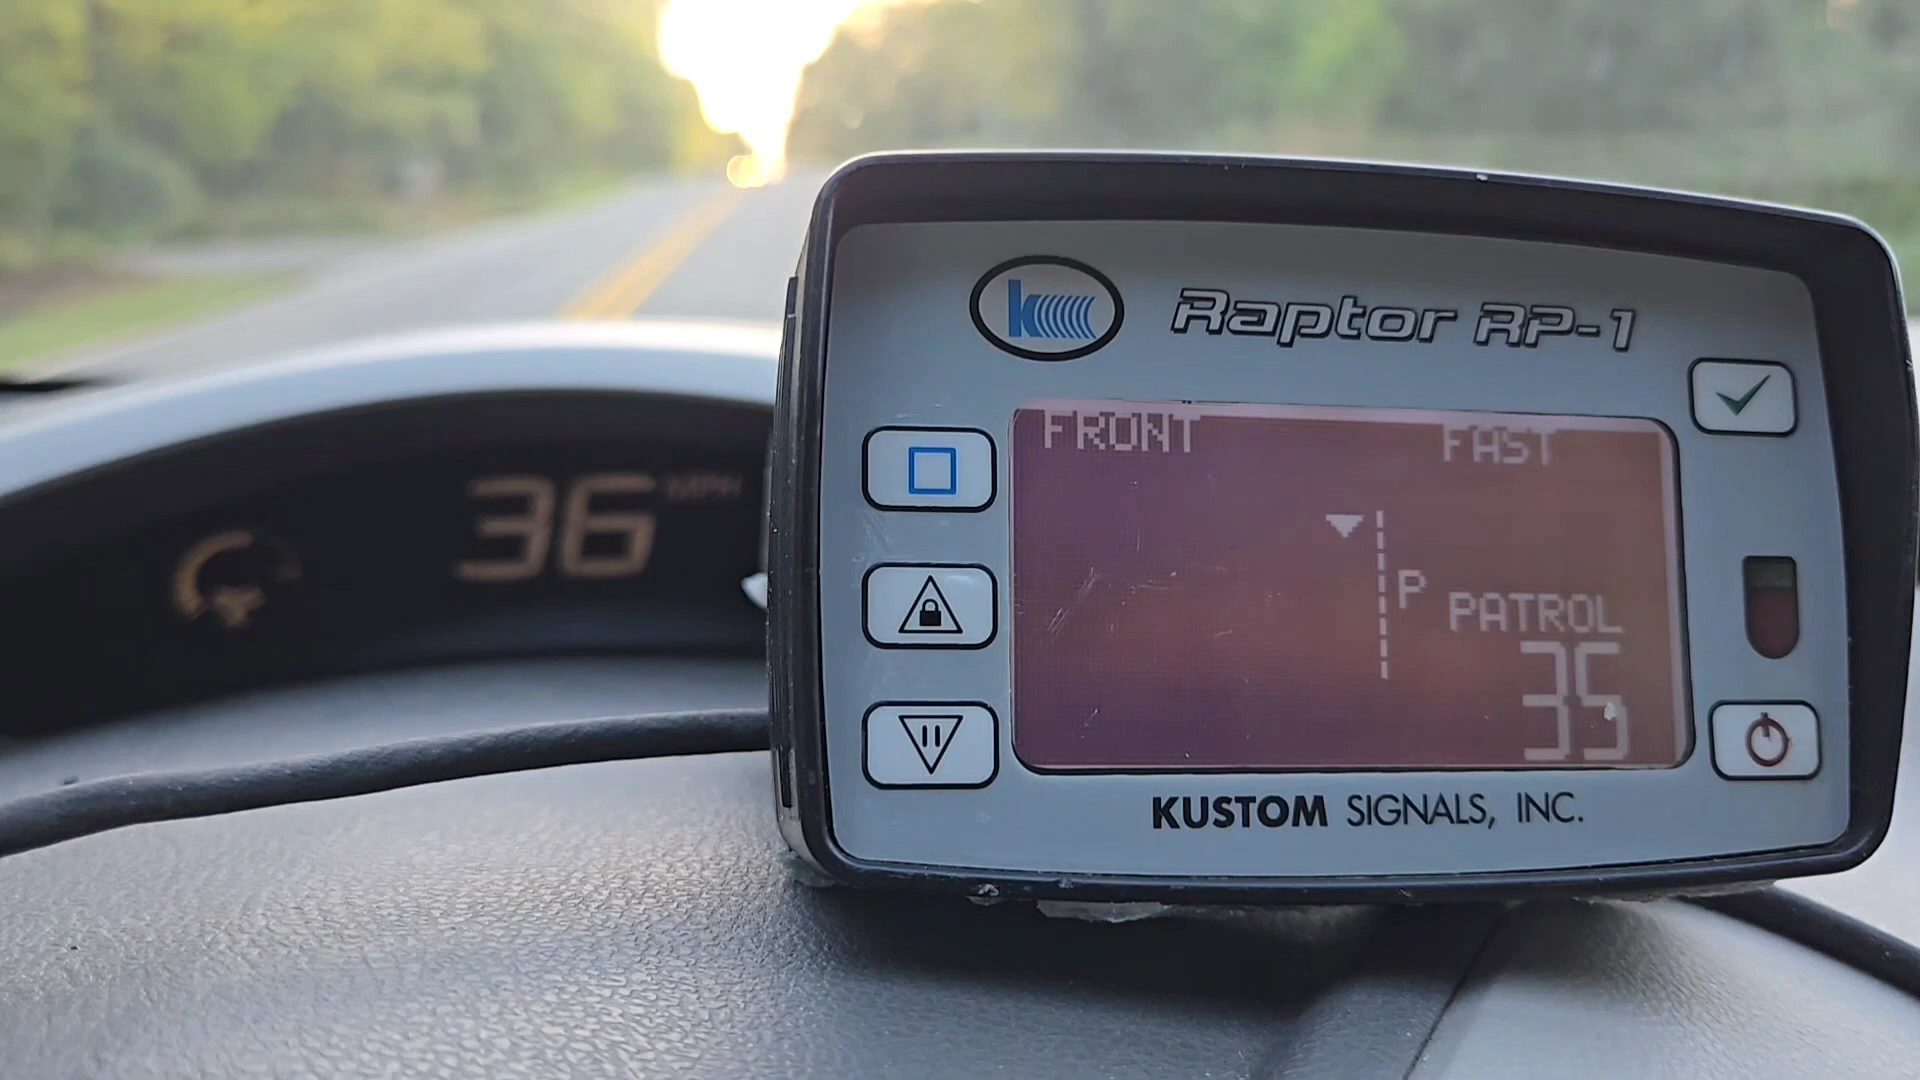 Raptor RP-1
FRONT FAST
36 MPH
P PATROL
35
KUSTOM SIGNALS, INC.